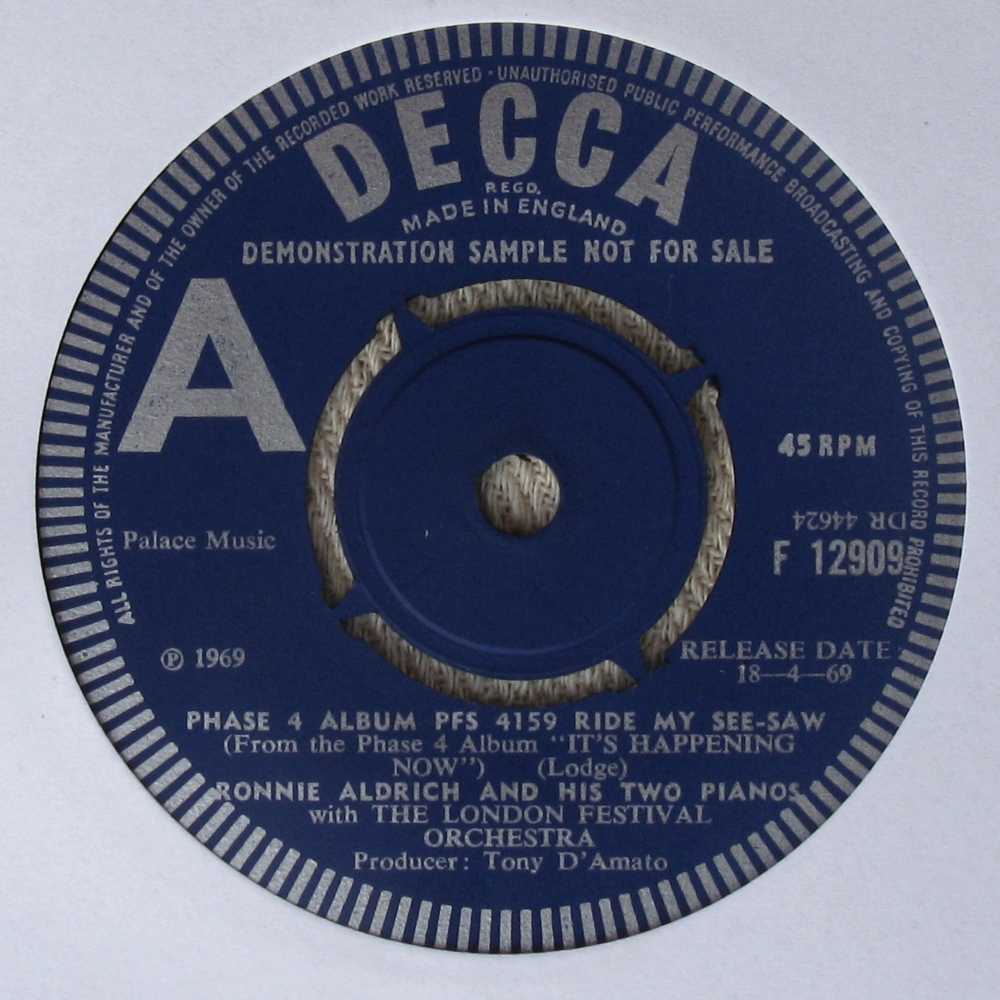 ALL RIGHTS OF THE MANUFACTURER AND OF THE OWNER OF THE RECORDED WORK RESERVED · UNAUTHORISED PUBLIC PERFORMANCE BROADCASTING AND COPYING OF THIS RECORD PROHIBITED
DECCA
REGD.
MADE IN ENGLAND
DEMONSTRATION SAMPLE NOT FOR SALE
A
45 RPM
DR 44624
Palace Music
F 12909
℗ 1969
RELEASE DATE
18—4—69
PHASE 4 ALBUM PFS 4159 RIDE MY SEE-SAW
(From the Phase 4 Album "IT'S HAPPENING
NOW") (Lodge)
RONNIE ALDRICH AND HIS TWO PIANOS
with THE LONDON FESTIVAL
ORCHESTRA
Producer: Tony D'Amato